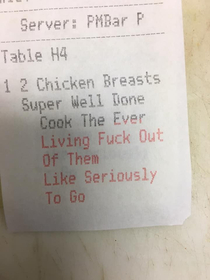 Server: PMBar P
Table H4
1 2 Chicken Breasts
Super Well Done
Cook The Ever
Living Fuck Out
Of Them
Like Seriously
To Go